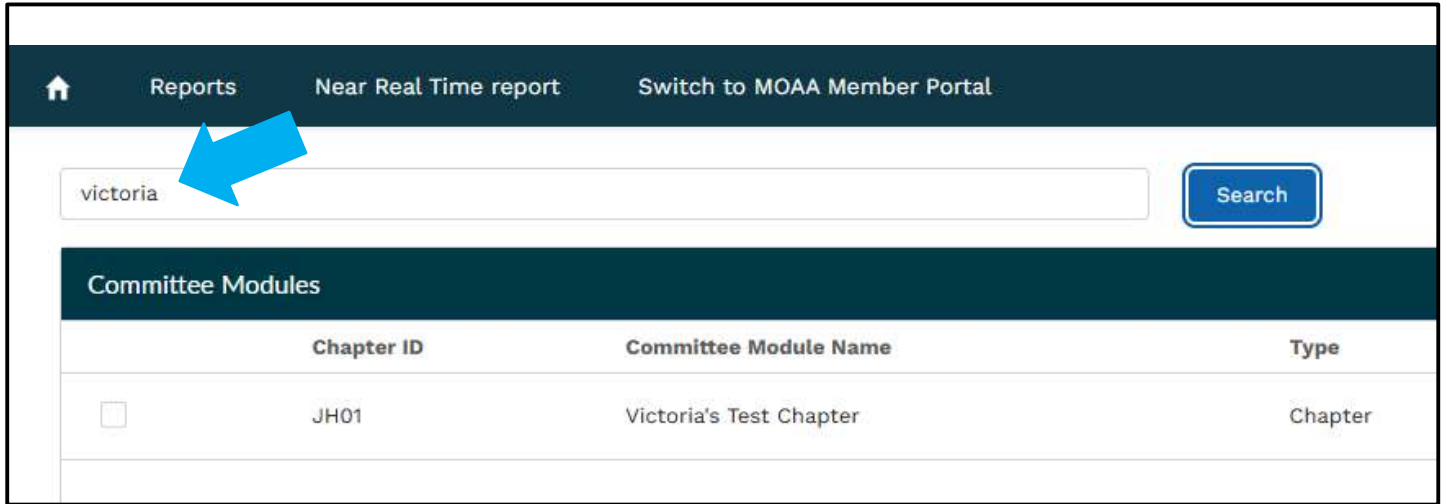 Reports Near Real Time report Switch to MOAA Member Portal
victoria Search
Committee Modules
Chapter ID Committee Module Name Type
JH01 Victoria's Test Chapter Chapter